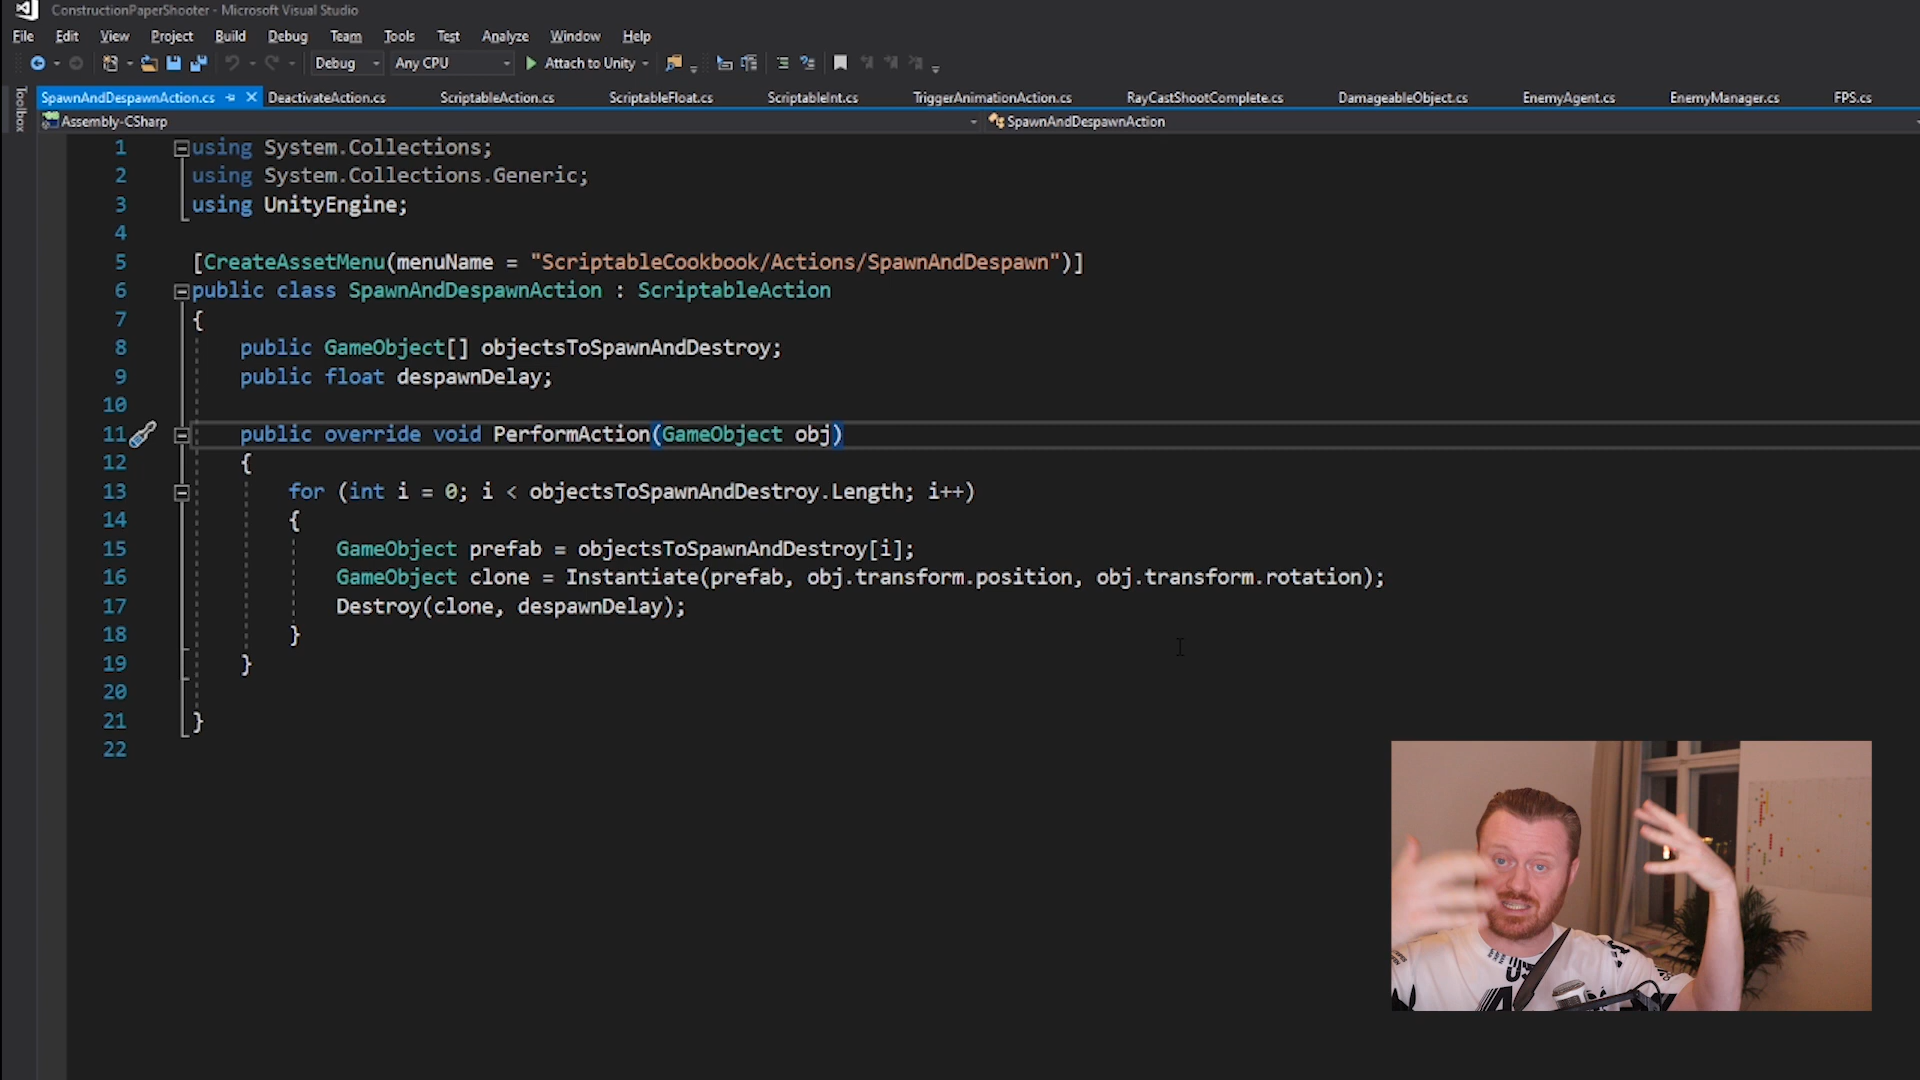 ConstructionPaperShooter - Microsoft Visual Studio
File Edit View Project Build Debug Team Tools Test Analyze Window Help
Debug Any CPU Attach to Unity
Toolbox
SpawnAndDespawnAction.cs DeactivateAction.cs ScriptableAction.cs ScriptableFloat.cs ScriptableInt.cs TriggerAnimationAction.cs RayCastShootComplete.cs DamageableObject.cs EnemyAgent.cs EnemyManager.cs FPS.cs
Assembly-CSharp SpawnAndDespawnAction
1 using System.Collections;
2 using System.Collections.Generic;
3 using UnityEngine;
4
5 [CreateAssetMenu(menuName = "ScriptableCookbook/Actions/SpawnAndDespawn")]
6 public class SpawnAndDespawnAction : ScriptableAction
7 {
8 public GameObject[] objectsToSpawnAndDestroy;
9 public float despawnDelay;
10
11 public override void PerformAction(GameObject obj)
12 {
13 for (int i = 0; i < objectsToSpawnAndDestroy.Length; i++)
14 {
15 GameObject prefab = objectsToSpawnAndDestroy[i];
16 GameObject clone = Instantiate(prefab, obj.transform.position, obj.transform.rotation);
17 Destroy(clone, despawnDelay);
18 }
19 }
20
21 }
22